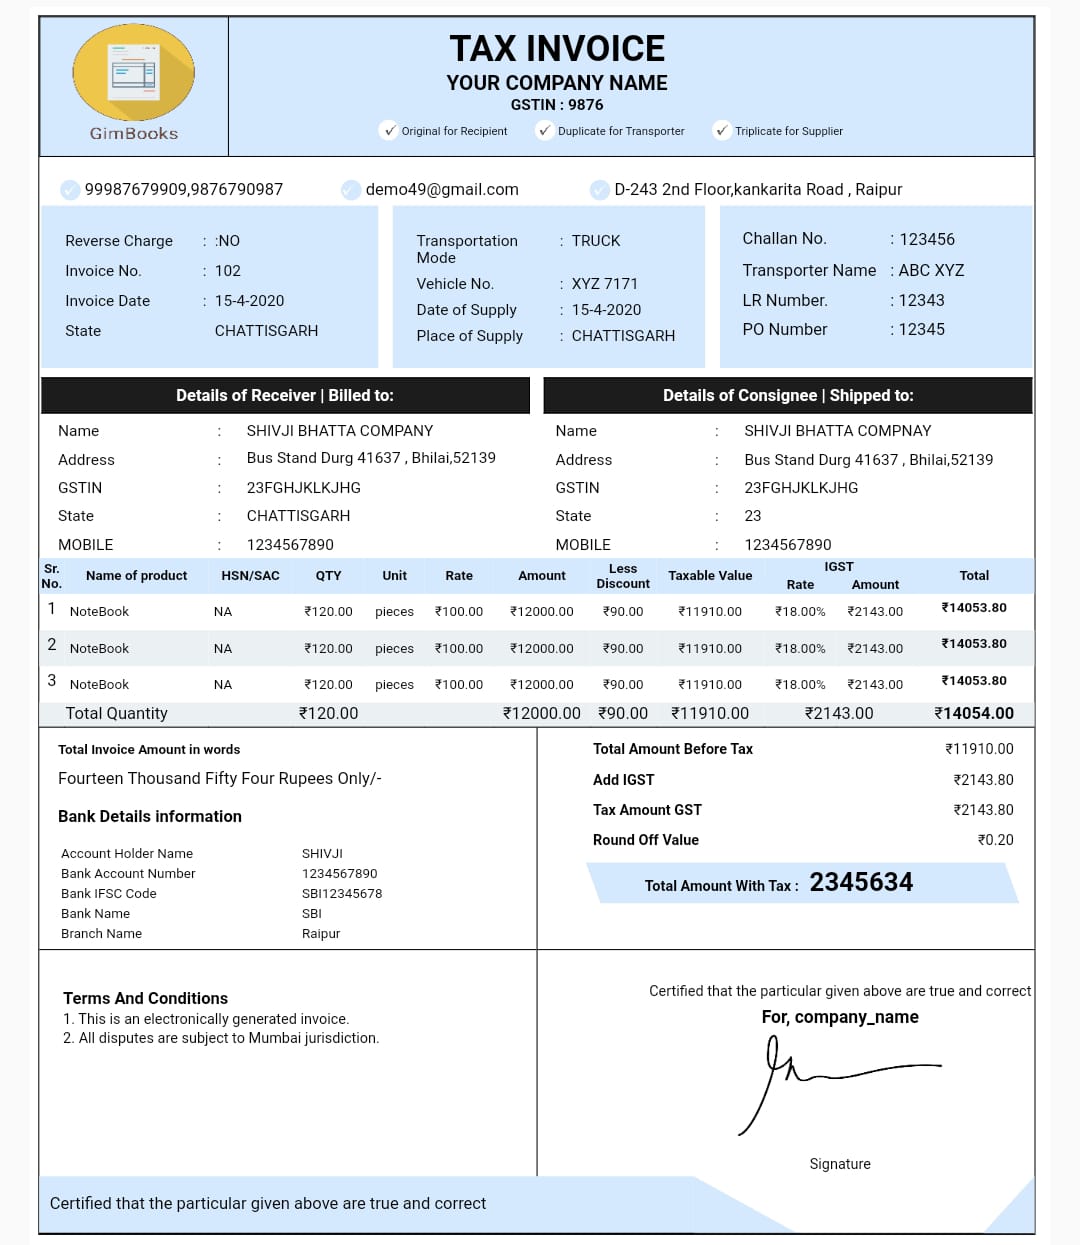 GimBooks
TAX INVOICE
YOUR COMPANY NAME
GSTIN : 9876
Original for Recipient Duplicate for Transporter Triplicate for Supplier
99987679909,9876790987 demo49@gmail.com D-243 2nd Floor,kankarita Road , Raipur
Reverse Charge : :NO
Invoice No. : 102
Invoice Date : 15-4-2020
State CHATTISGARH
Transportation Mode : TRUCK
Vehicle No. : XYZ 7171
Date of Supply : 15-4-2020
Place of Supply : CHATTISGARH
Challan No. : 123456
Transporter Name : ABC XYZ
LR Number. : 12343
PO Number : 12345
Details of Receiver | Billed to:
Name : SHIVJI BHATTA COMPANY
Address : Bus Stand Durg 41637 , Bhilai,52139
GSTIN : 23FGHJKLKJHG
State : CHATTISGARH
MOBILE : 1234567890
Details of Consignee | Shipped to:
Name : SHIVJI BHATTA COMPNAY
Address : Bus Stand Durg 41637 , Bhilai,52139
GSTIN : 23FGHJKLKJHG
State : 23
MOBILE : 1234567890
Sr. No. Name of product HSN/SAC QTY Unit Rate Amount Less Discount Taxable Value IGST Rate Amount Total
1 NoteBook NA ₹120.00 pieces ₹100.00 ₹12000.00 ₹90.00 ₹11910.00 ₹18.00% ₹2143.00 ₹14053.80
2 NoteBook NA ₹120.00 pieces ₹100.00 ₹12000.00 ₹90.00 ₹11910.00 ₹18.00% ₹2143.00 ₹14053.80
3 NoteBook NA ₹120.00 pieces ₹100.00 ₹12000.00 ₹90.00 ₹11910.00 ₹18.00% ₹2143.00 ₹14053.80
Total Quantity ₹120.00 ₹12000.00 ₹90.00 ₹11910.00 ₹2143.00 ₹14054.00
Total Invoice Amount in words
Fourteen Thousand Fifty Four Rupees Only/-
Bank Details information
Account Holder Name SHIVJI
Bank Account Number 1234567890
Bank IFSC Code SBI12345678
Bank Name SBI
Branch Name Raipur
Total Amount Before Tax ₹11910.00
Add IGST ₹2143.80
Tax Amount GST ₹2143.80
Round Off Value ₹0.20
Total Amount With Tax : 2345634
Terms And Conditions
1. This is an electronically generated invoice.
2. All disputes are subject to Mumbai jurisdiction.
Certified that the particular given above are true and correct
For, company_name
Signature
Certified that the particular given above are true and correct